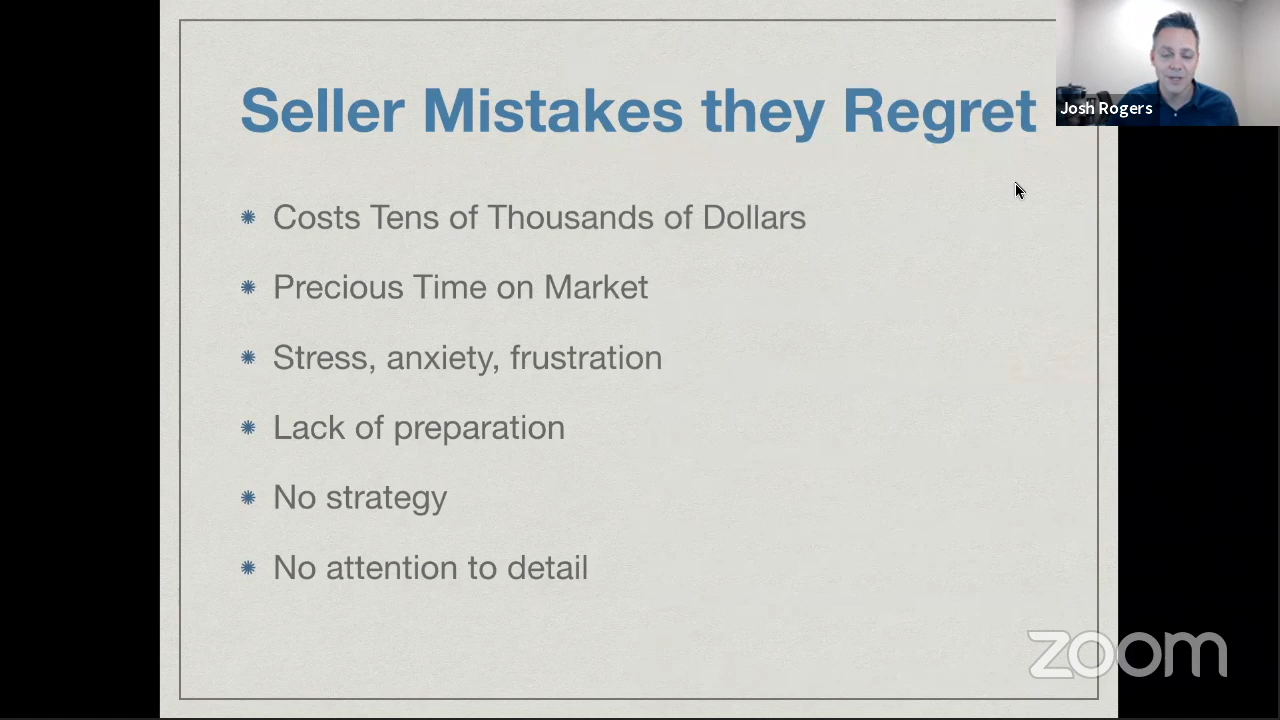 Seller Mistakes they Regret
Josh Rogers
Costs Tens of Thousands of Dollars
Precious Time on Market
Stress, anxiety, frustration
Lack of preparation
No strategy
No attention to detail
zoom